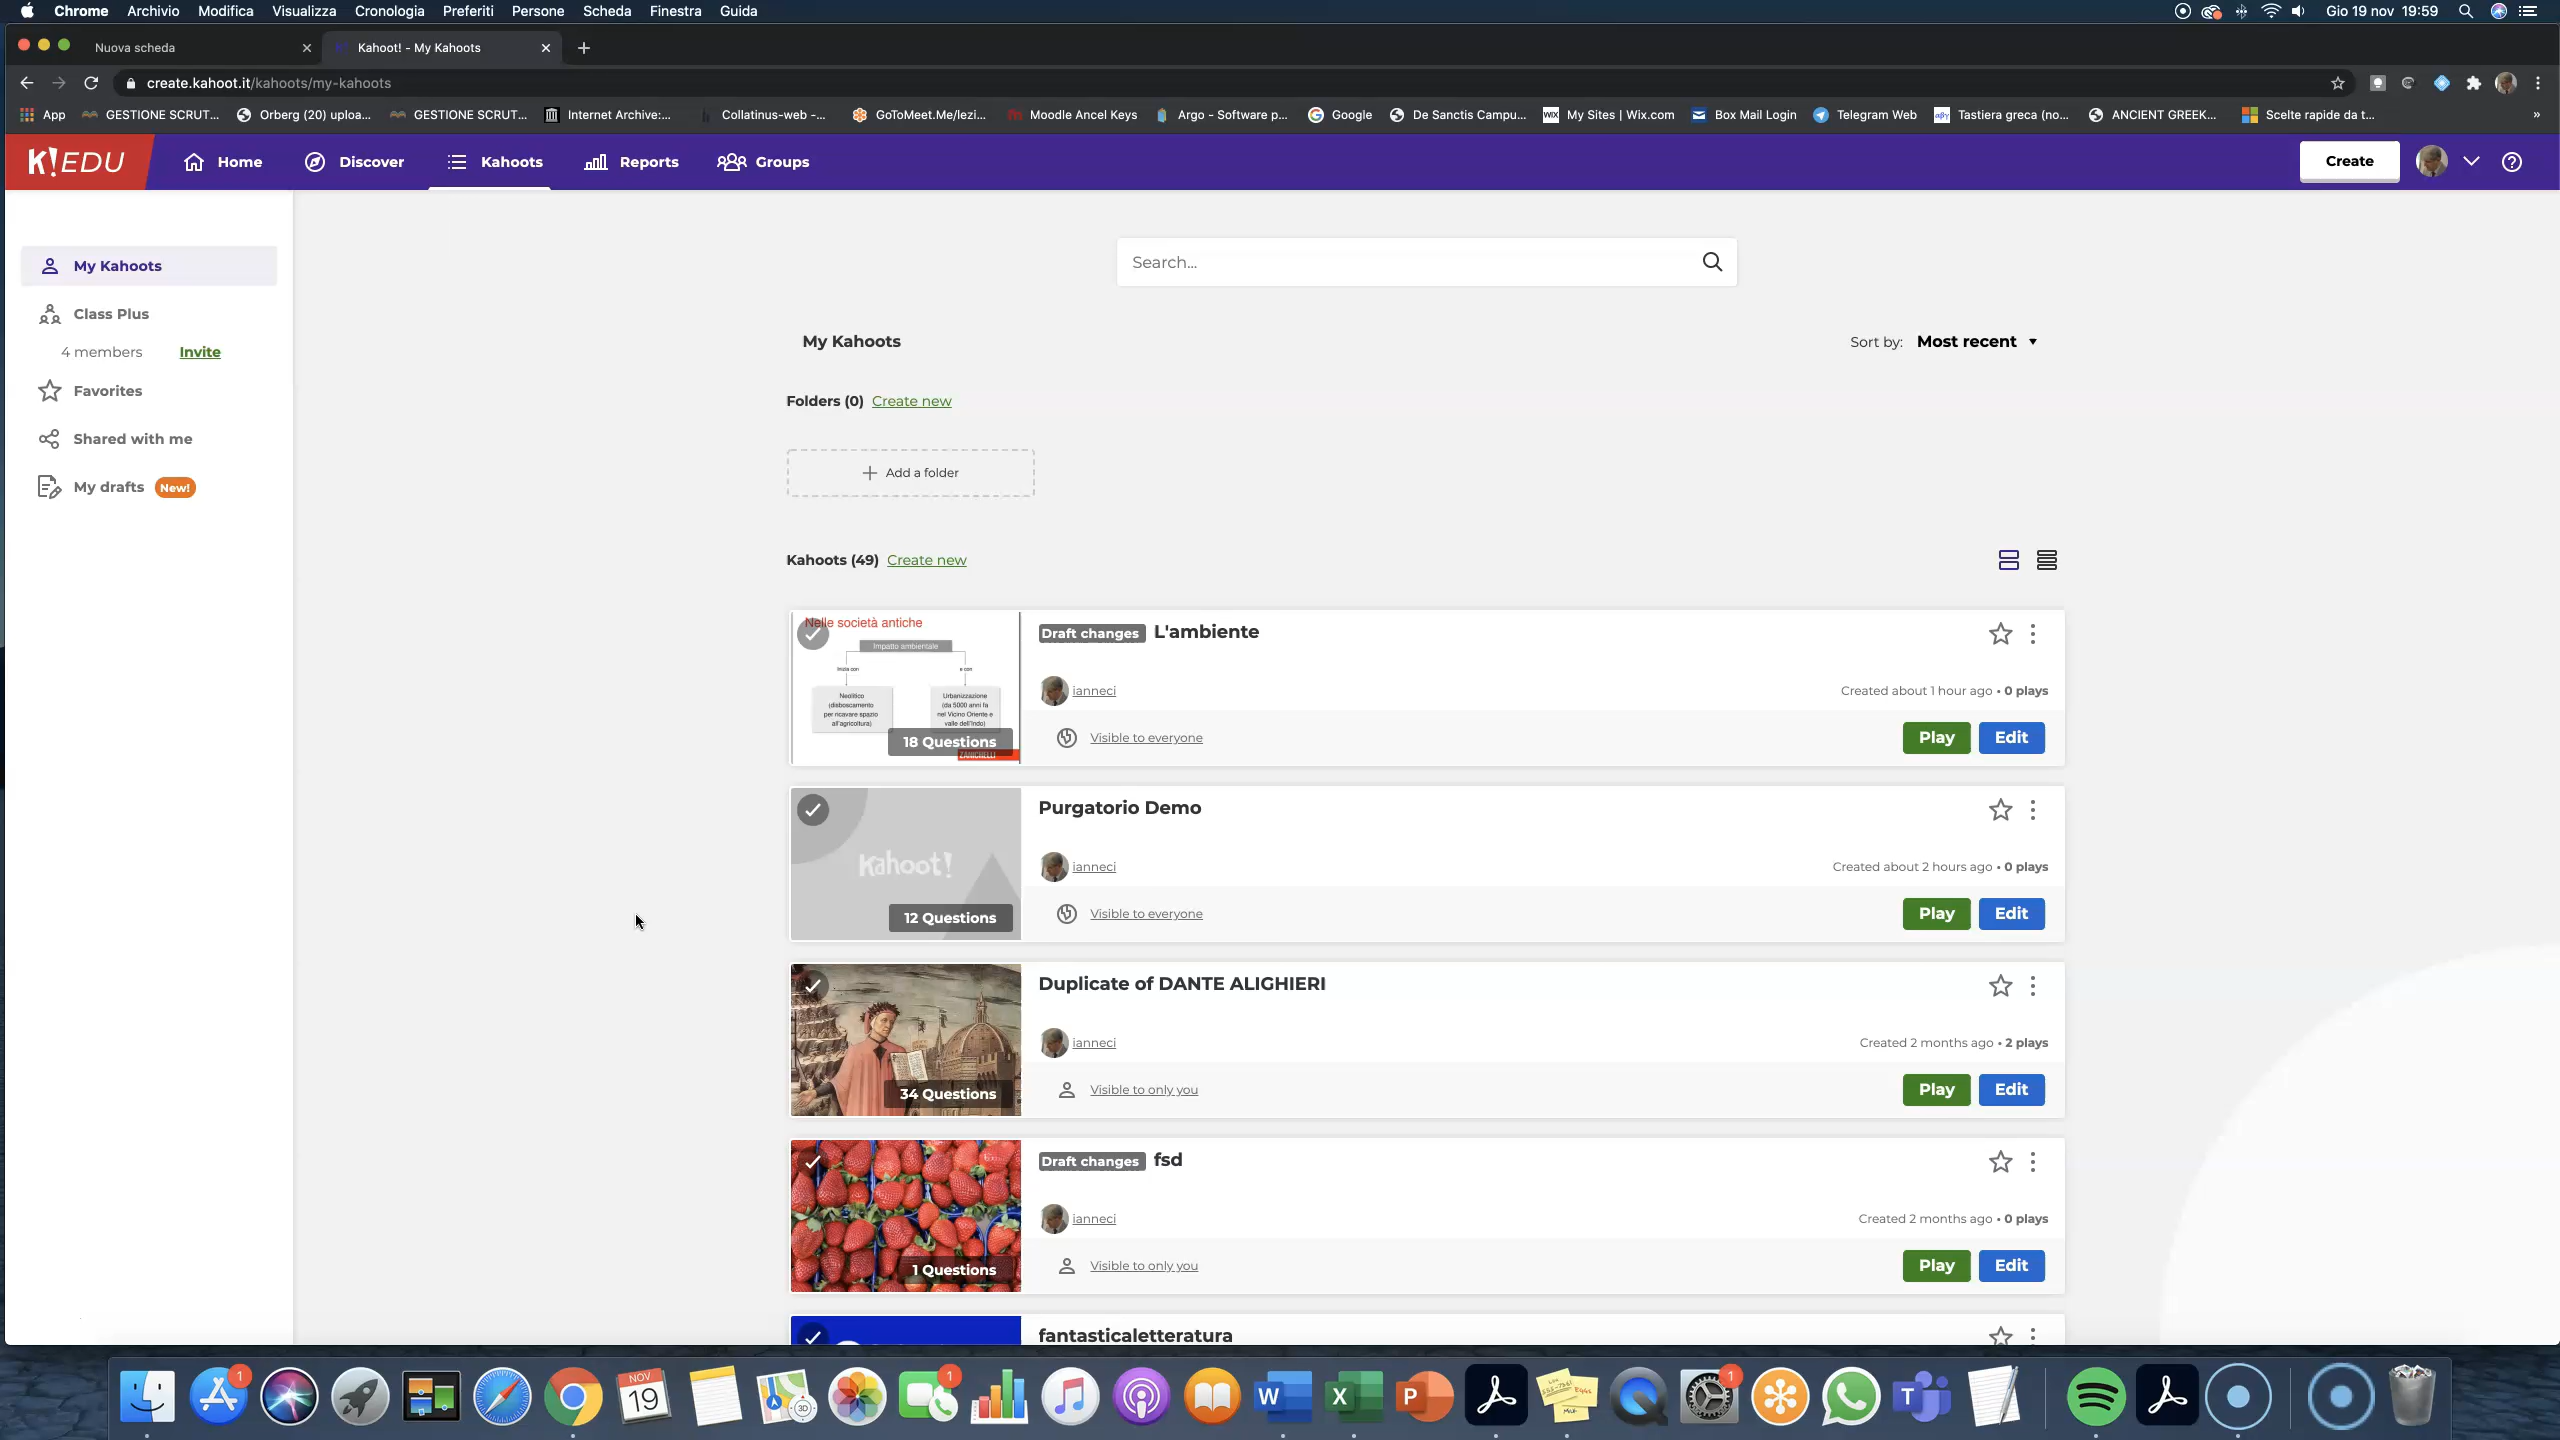 Chrome Archivio Modifica Visualizza Cronologia Preferiti Persone Scheda Finestra Guida Gio 19 nov 19:59
Nuova scheda Kahoot! - My Kahoots
create.kahoot.it/kahoots/my-kahoots
App GESTIONE SCRUT... Orberg (20) uploa... GESTIONE SCRUT... Internet Archive:... Collatinus-web -... GoToMeet.Me/lezi... Moodle Ancel Keys Argo - Software p... Google De Sanctis Campu... WIX My Sites | Wix.com Box Mail Login Telegram Web αβγ Tastiera greca (no... ANCIENT GREEK... Scelte rapide da t... »
K!EDU Home Discover Kahoots Reports Groups Create
My Kahoots
Class Plus
4 members Invite
Favorites
Shared with me
My drafts New!
Search...
My Kahoots Sort by: Most recent
Folders (0) Create new
Add a folder
Kahoots (49) Create new
Nelle società antiche
Impatto ambientale
Inizia con e con
Neolitico
(disboscamento
per ricavare spazio
all'agricoltura)
Urbanizzazione
(da 5000 anni fa
nel Vicino Oriente e
valle dell'Indo)
18 Questions
ZANICHELLI
Draft changes L'ambiente
ianneci Created about 1 hour ago • 0 plays
Visible to everyone Play Edit
Kahoot!
12 Questions
Purgatorio Demo
ianneci Created about 2 hours ago • 0 plays
Visible to everyone Play Edit
34 Questions
Duplicate of DANTE ALIGHIERI
ianneci Created 2 months ago • 2 plays
Visible to only you Play Edit
1 Questions
Draft changes fsd
ianneci Created 2 months ago • 0 plays
Visible to only you Play Edit
fantasticaletteratura
1 NOV 19 3D 1 W X P Eggs Milk 1 T